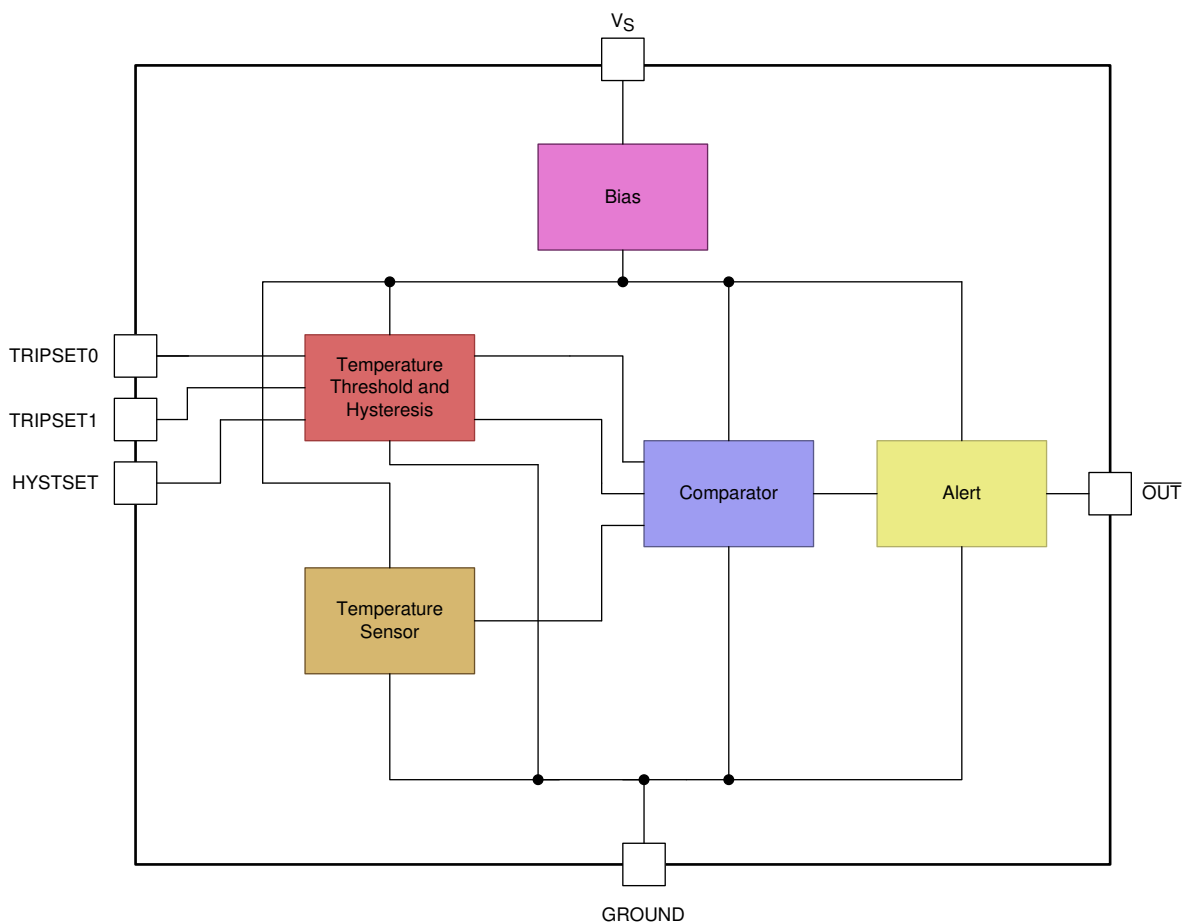 VS
Bias
TRIPSET0
Temperature
Threshold and
Hysteresis
TRIPSET1
HYSTSET
Comparator
Alert
OUT
Temperature
Sensor
GROUND